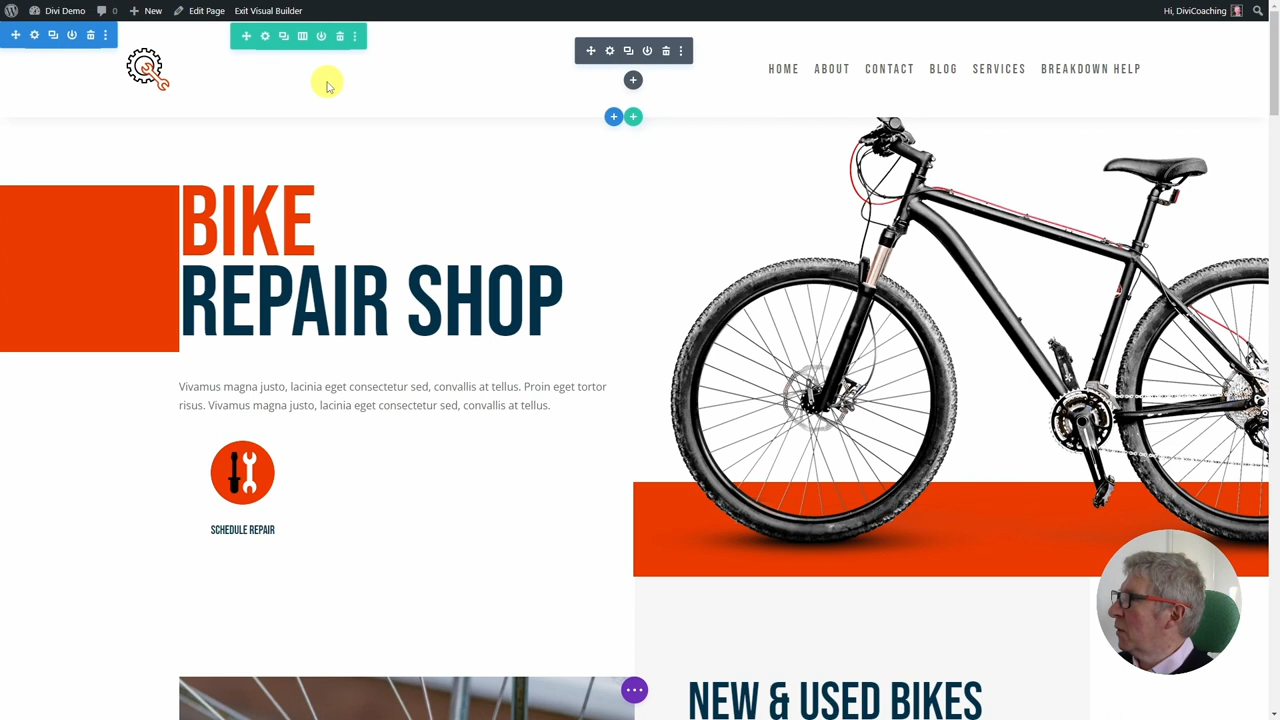 Divi Demo 0 New Edit Page Exit Visual Builder Hi, DiviCoaching
HOME ABOUT CONTACT BLOG SERVICES BREAKDOWN HELP
BIKE
REPAIR SHOP
Vivamus magna justo, lacinia eget consectetur sed, convallis at tellus. Proin eget tortor
risus. Vivamus magna justo, lacinia eget consectetur sed, convallis at tellus.
SCHEDULE REPAIR
NEW & USED BIKES